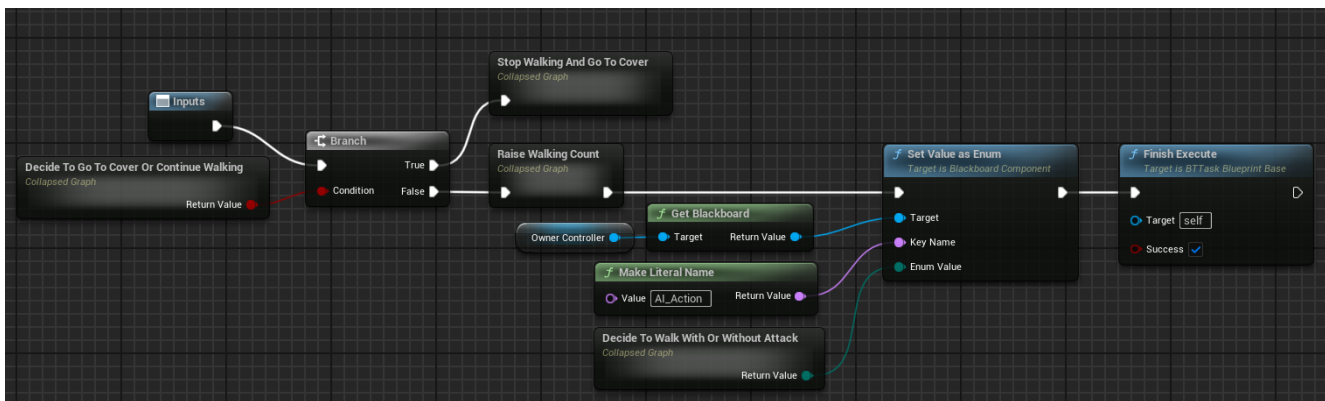 Stop Walking And Go To Cover
Collapsed Graph
Inputs
Branch
True
Condition
False
Decide To Go To Cover Or Continue Walking
Collapsed Graph
Return Value
Raise Walking Count
Collapsed Graph
Owner Controller
Get Blackboard
Target
Return Value
Make Literal Name
Value
AI_Action
Return Value
Decide To Walk With Or Without Attack
Collapsed Graph
Return Value
Set Value as Enum
Target is Blackboard Component
Target
Key Name
Enum Value
Finish Execute
Target is BTTask Blueprint Base
Target
self
Success